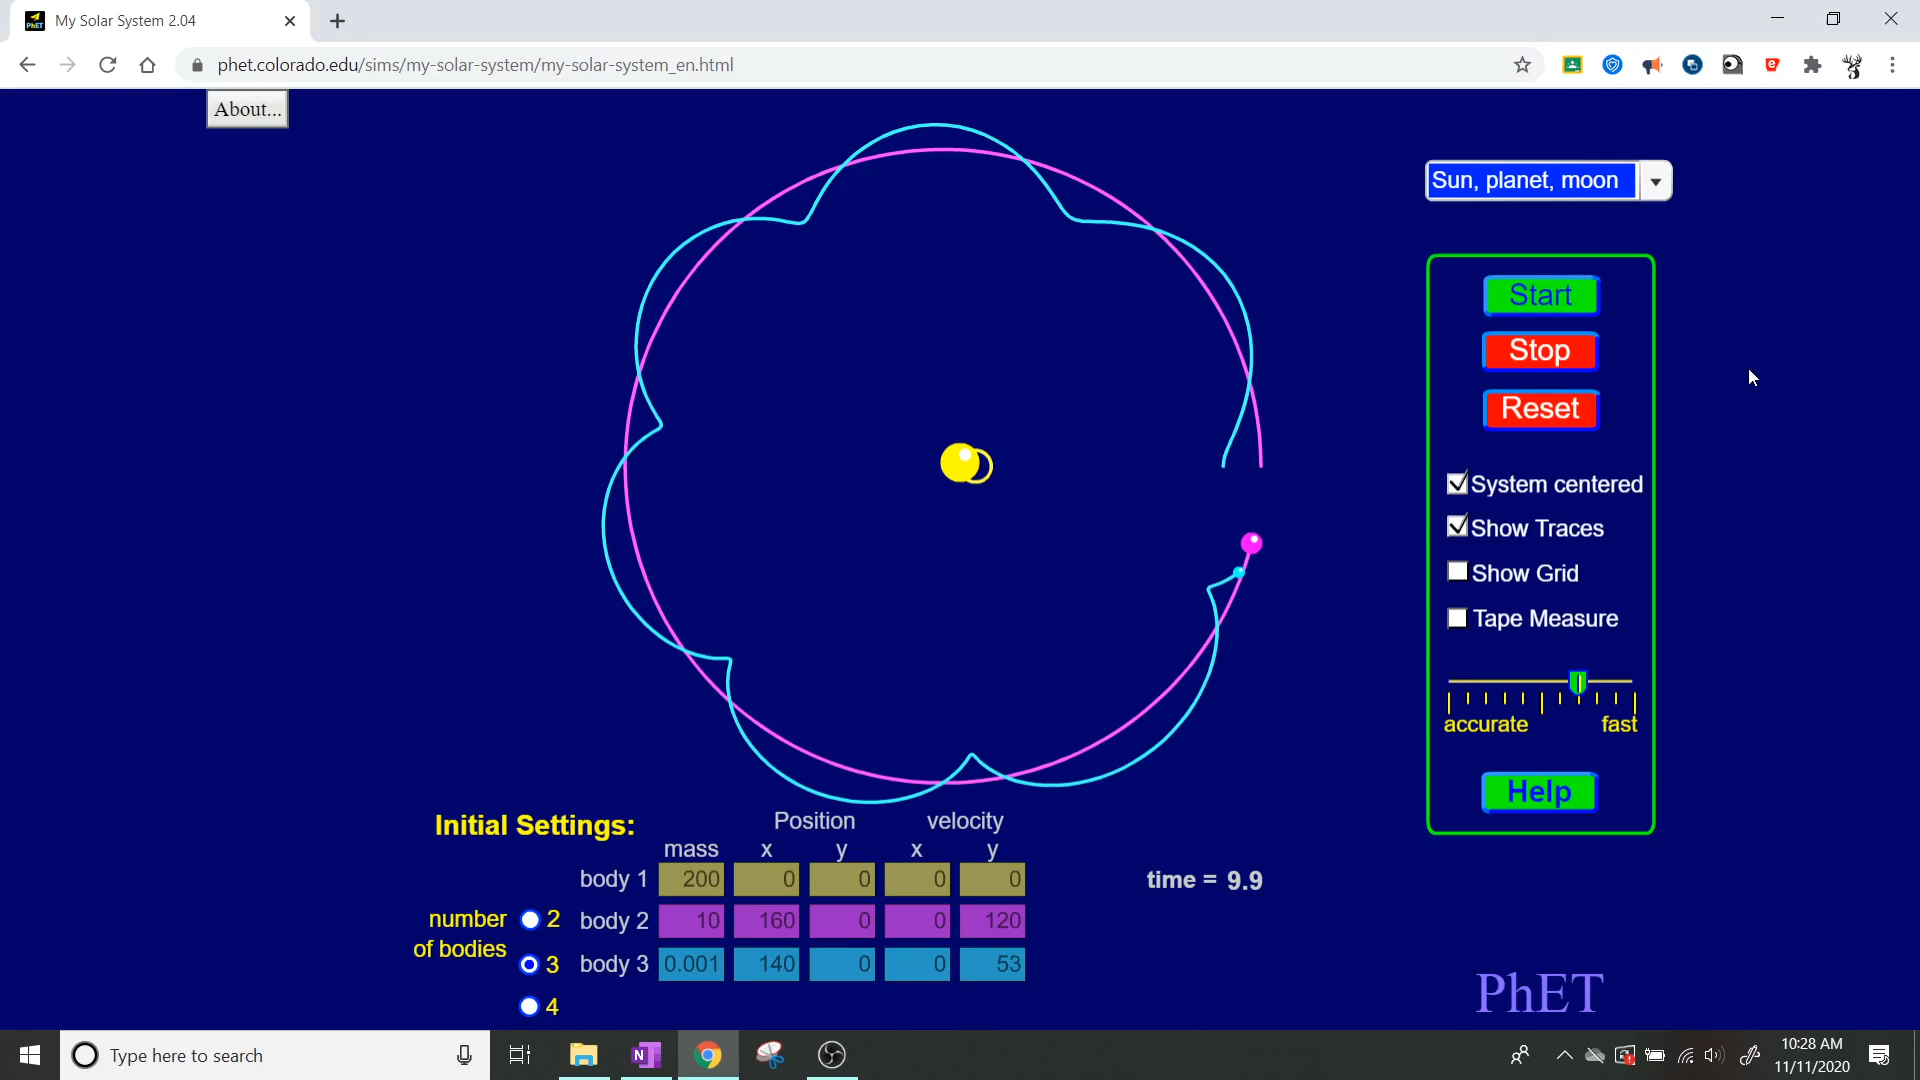 My Solar System 2.04
phet.colorado.edu/sims/my-solar-system/my-solar-system_en.html
About...
Sun, planet, moon
Start
Stop
Reset
System centered
Show Traces
Show Grid
Tape Measure
accurate fast
Help
Initial Settings:
Position velocity
mass x y x y
body 1 200 0 0 0 0
number of bodies
2
body 2 10 160 0 0 120
3
body 3 0.001 140 0 0 53
4
time = 9.9
PhET
Type here to search
10:28 AM
11/11/2020